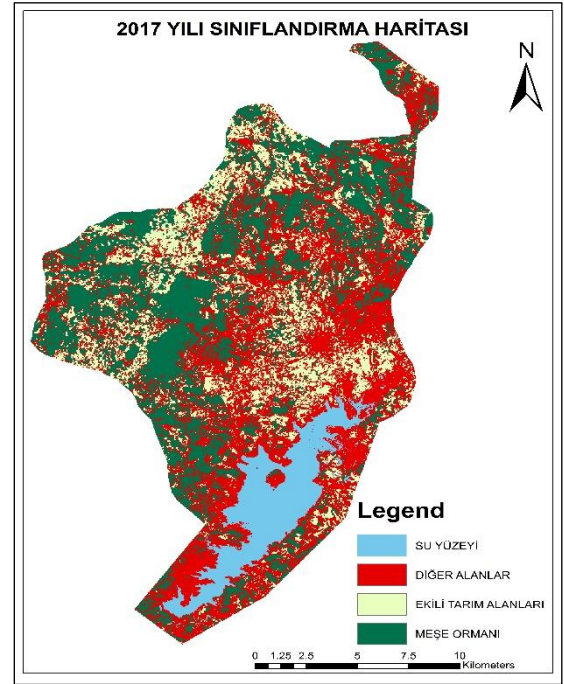 2017 YILI SINIFLANDIRMA HARİTASI
N
Legend
SU YÜZEYİ
DİĞER ALANLAR
EKİLİ TARIM ALANLARI
MEŞE ORMANI
0 1.25 2.5 5 7.5 10
Kilometers